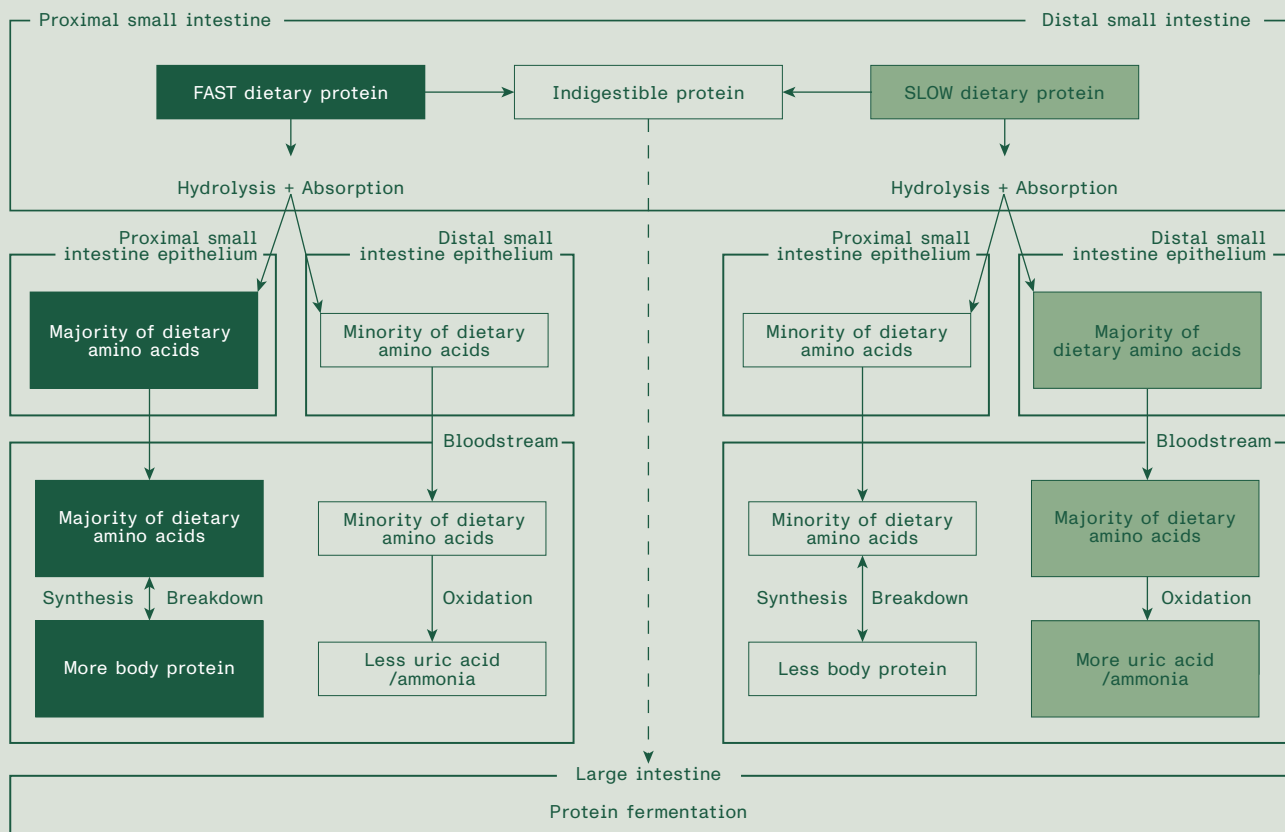 Proximal small intestine
Distal small intestine
FAST dietary protein
Indigestible protein
SLOW dietary protein
Hydrolysis + Absorption
Hydrolysis + Absorption
Proximal small
intestine epithelium
Distal small
intestine epithelium
Proximal small
intestine epithelium
Distal small
intestine epithelium
Majority of dietary
amino acids
Minority of dietary
amino acids
Minority of dietary
amino acids
Majority of
dietary amino acids
Bloodstream
Bloodstream
Majority of dietary
amino acids
Minority of dietary
amino acids
Minority of dietary
amino acids
Majority of dietary
amino acids
Synthesis
Breakdown
Oxidation
Synthesis
Breakdown
Oxidation
More body protein
Less uric acid
/ammonia
Less body protein
More uric acid
/ammonia
Large intestine
Protein fermentation